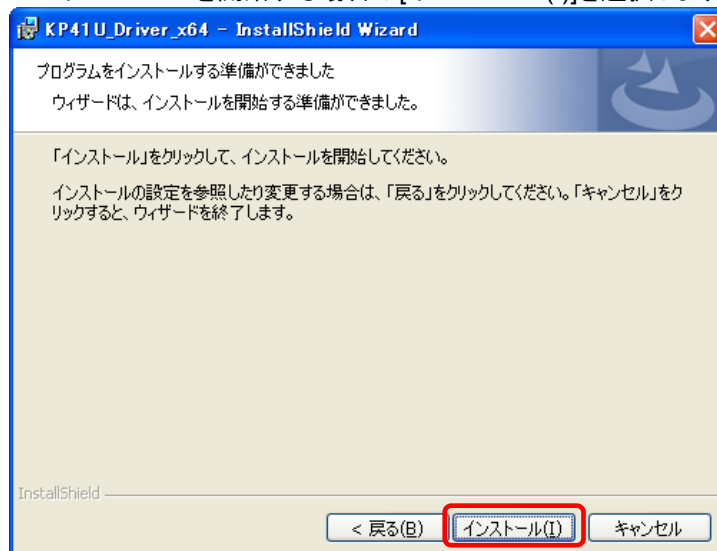 KP41U_Driver_x64 - InstallShield Wizard
プログラムをインストールする準備ができました
ウィザードは、インストールを開始する準備ができました。
「インストール」をクリックして、インストールを開始してください。
インストールの設定を参照したり変更する場合は、「戻る」をクリックしてください。「キャンセル」をク
リックすると、ウィザードを終了します。
InstallShield
< 戻る(B)
インストール(I)
キャンセル